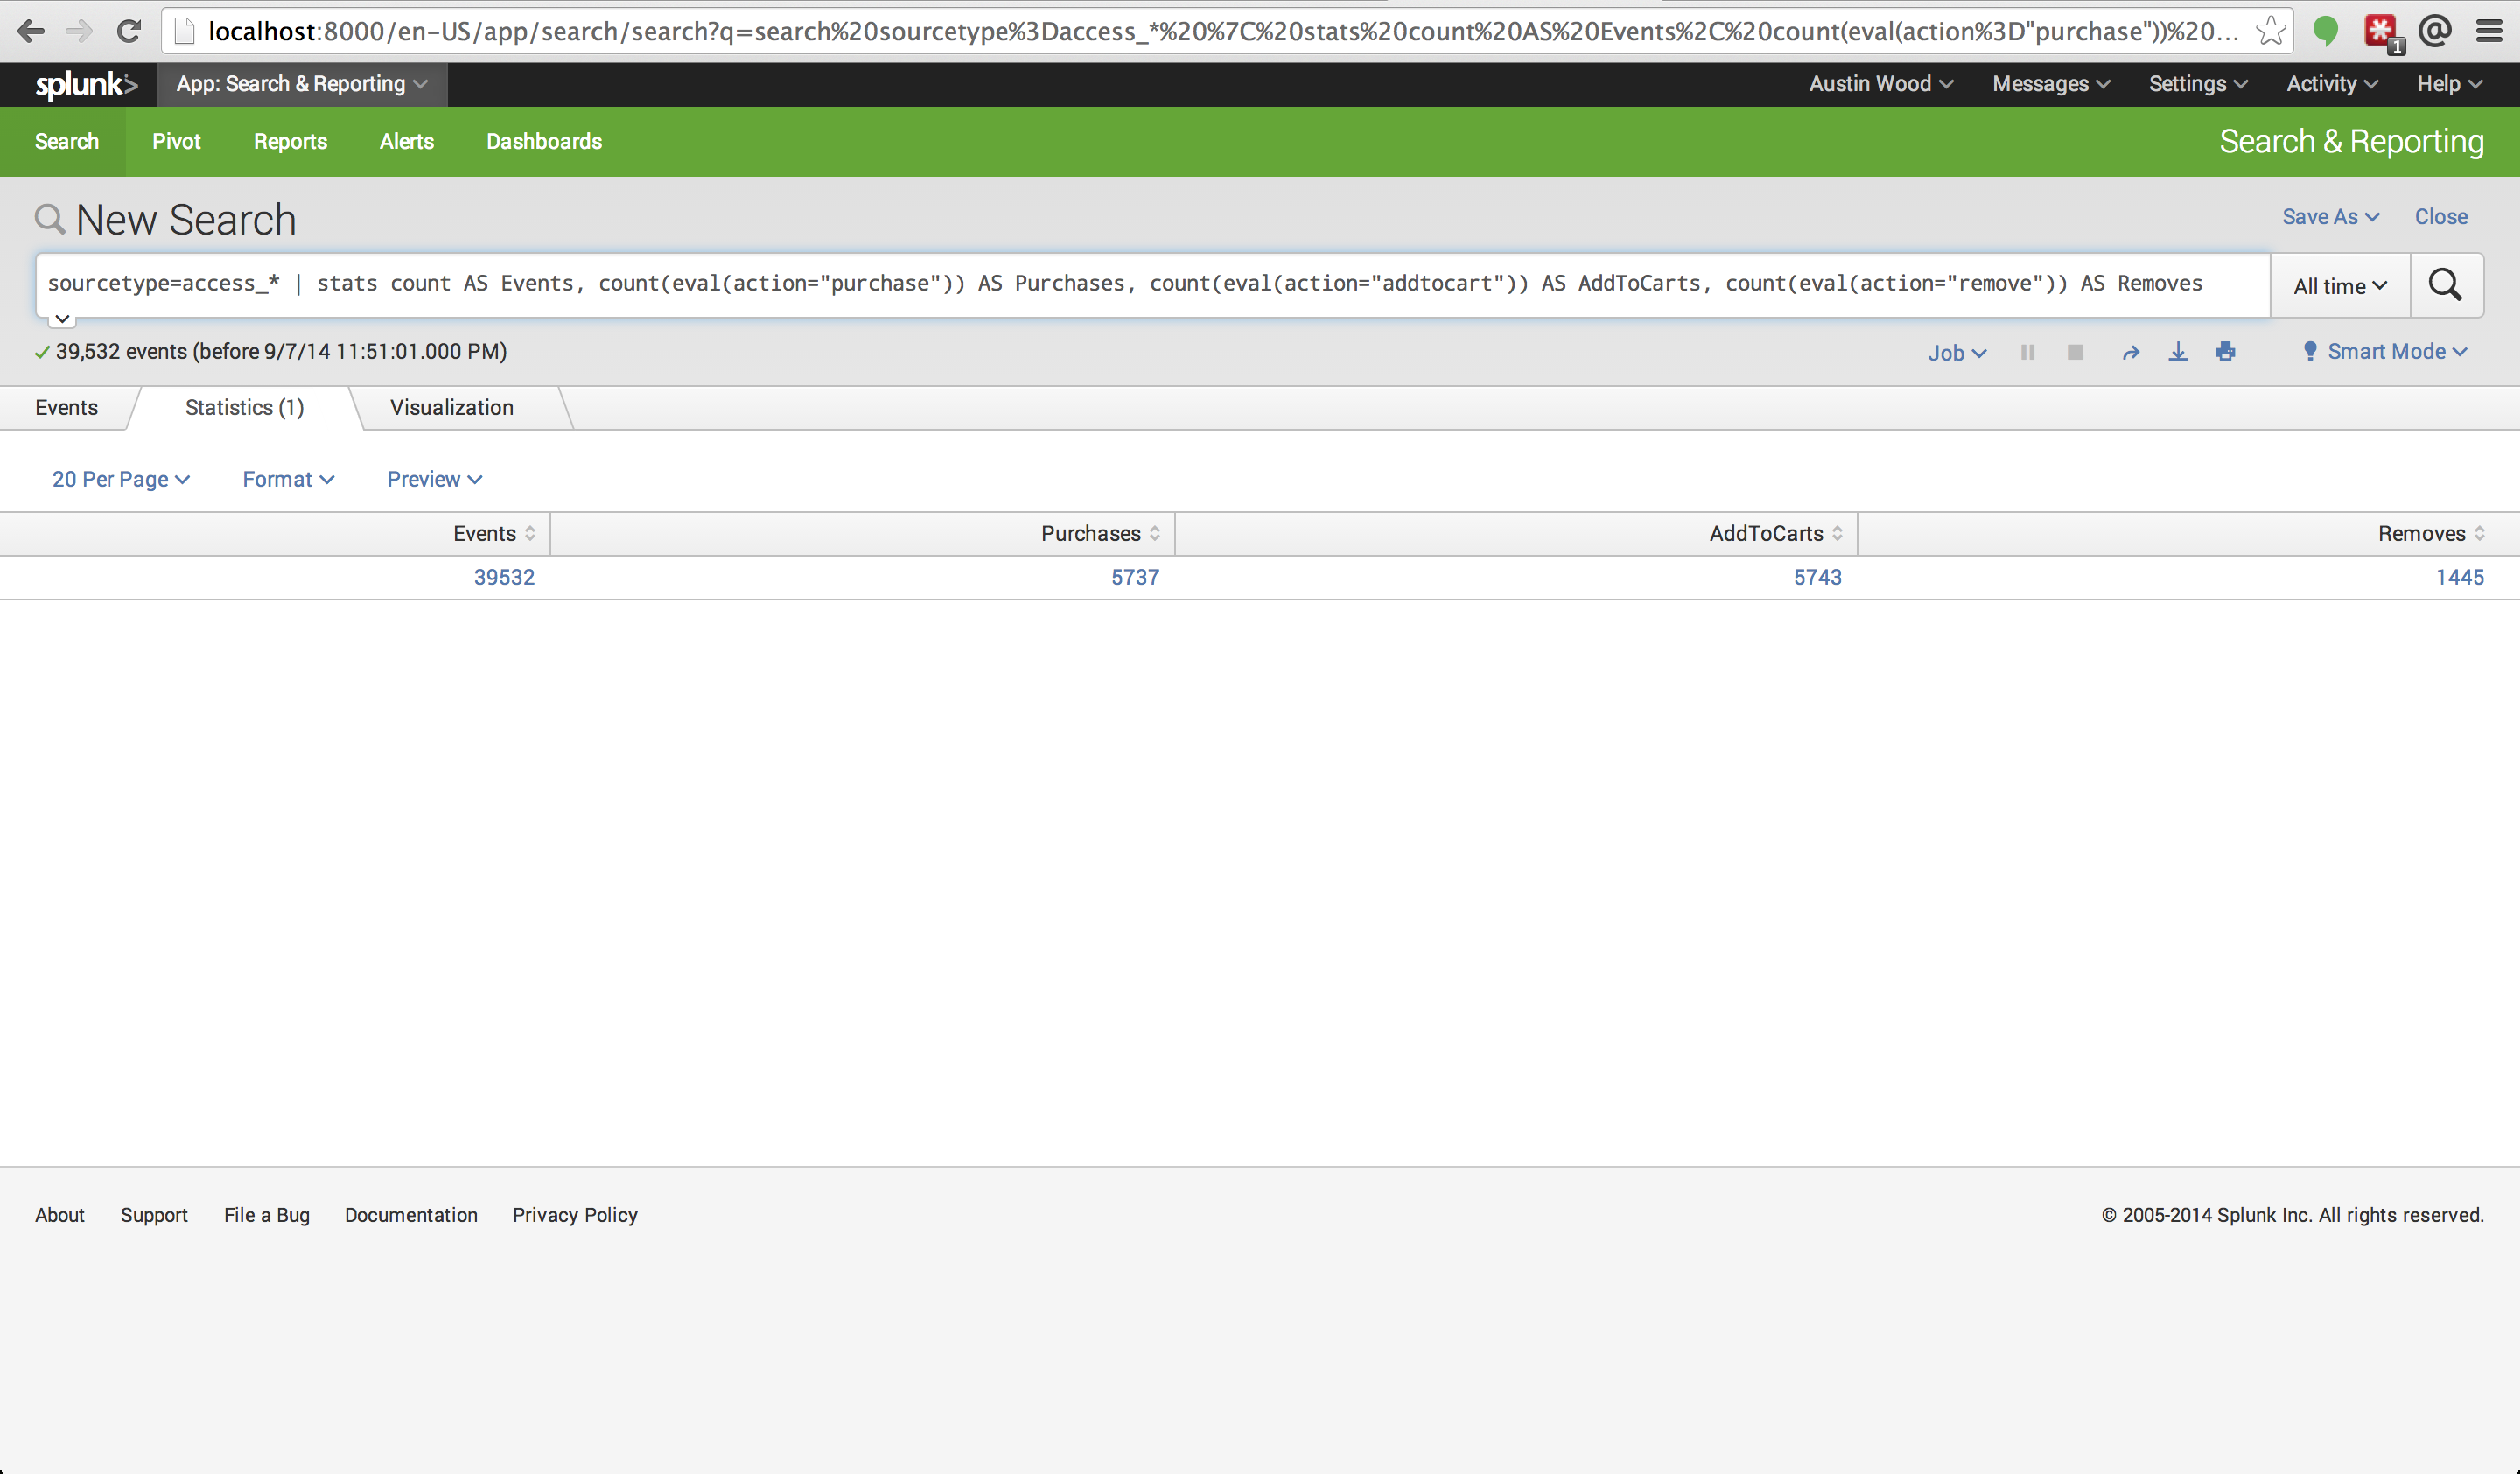 localhost:8000/en-US/app/search/search?q=search%20sourcetype%3Daccess_*%20%7C%20stats%20count%20AS%20Events%2C%20count(eval(action%3D"purchase"))%20...
1
splunk> App: Search & Reporting Austin Wood Messages Settings Activity Help
Search Pivot Reports Alerts Dashboards Search & Reporting
New Search Save As Close
sourcetype=access_* | stats count AS Events, count(eval(action="purchase")) AS Purchases, count(eval(action="addtocart")) AS AddToCarts, count(eval(action="remove")) AS Removes All time
39,532 events (before 9/7/14 11:51:01.000 PM) Job Smart Mode
Events Statistics (1) Visualization
20 Per Page Format Preview
Events Purchases AddToCarts Removes
39532 5737 5743 1445
About Support File a Bug Documentation Privacy Policy © 2005-2014 Splunk Inc. All rights reserved.